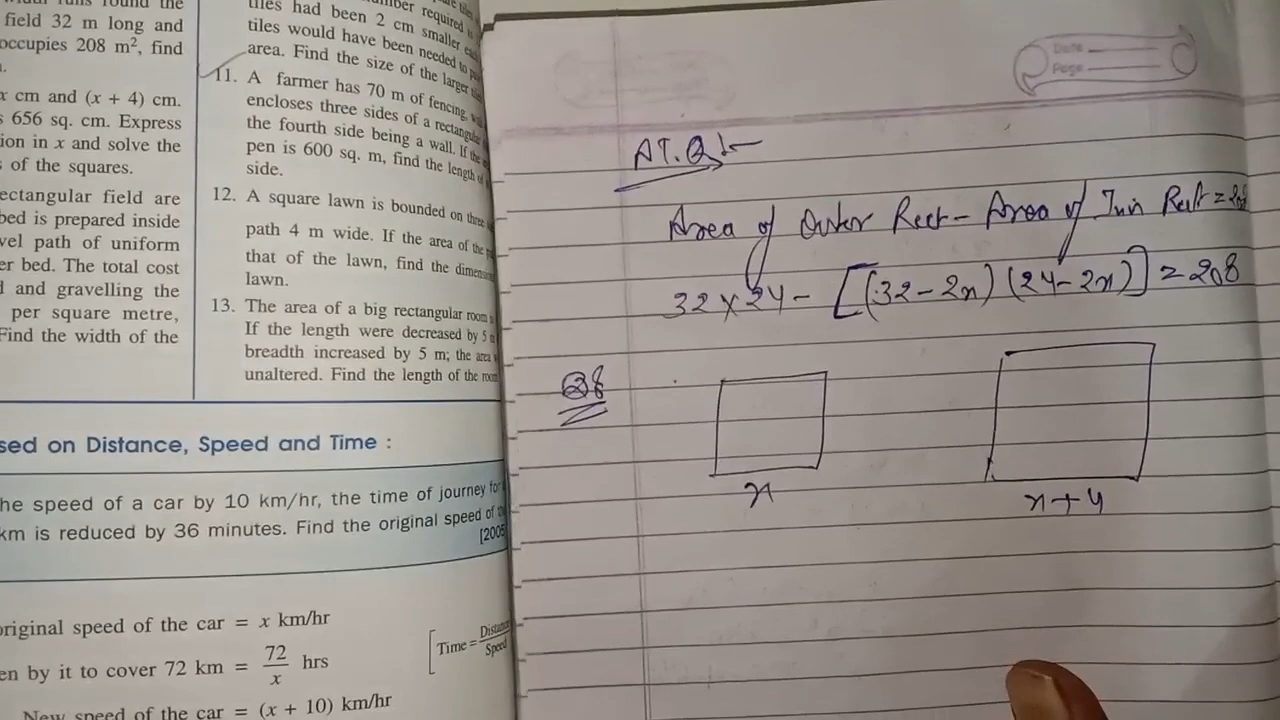 field 32 m long and
occupies 208 m², find
x cm and (x + 4) cm.
656 sq. cm. Express
ion in x and solve the
of the squares.
ectangular field are
bed is prepared inside
vel path of uniform
er bed. The total cost
and gravelling the
per square metre,
Find the width of the
tiles had been 2 cm smaller
tiles would have been needed to
area. Find the size of the larger
11. A farmer has 70 m of fencing,
encloses three sides of a rectangular
the fourth side being a wall. If the
pen is 600 sq. m, find the length of
side.
12. A square lawn is bounded on three
path 4 m wide. If the area of the
that of the lawn, find the
lawn.
13. The area of a big rectangular room
If the length were decreased by 5
breadth increased by 5 m; the area
unaltered. Find the length of the
sed on Distance, Speed and Time :
he speed of a car by 10 km/hr, the time of journey for
km is reduced by 36 minutes. Find the original speed of
[2005
original speed of the car = x km/hr
en by it to cover 72 km = 72/x hrs
[Time = Distance/Speed
New speed of the car = (x + 10) km/hr
Date
Page
AT.Q:-
Area of Outer Rect - Area of Inn Rect = 208
32 x 24 - [(32-2x) (24-2x)] = 208
Q8
x
x+4